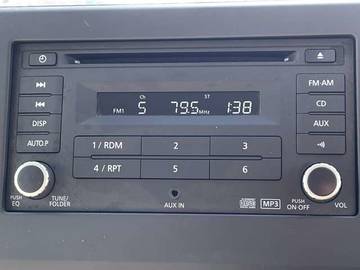 FM·AM
Ch
ST
FM1 5 79.5 MHz 1:38
CD
DISP
AUX
AUTO.P
1 / RDM 2 3
4 / RPT 5 6
PUSH
EQ
TUNE/
FOLDER
AUX IN
MP3
PUSH
ON OFF
VOL